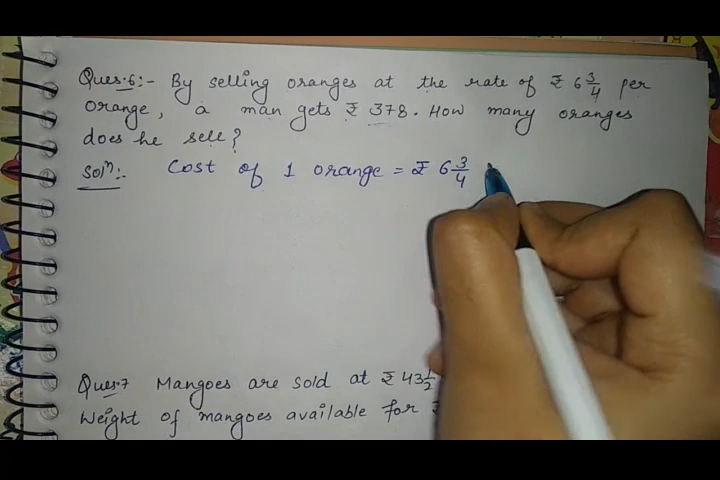 Ques.6:- By selling oranges at the rate of ₹ 6 3/4 per
orange, a man gets ₹ 378. How many oranges
does he sell?
Solⁿ:- Cost of 1 orange = ₹ 6 3/4
Ques.7 Mangoes are sold at ₹ 43 1/2
Weight of mangoes available for ₹